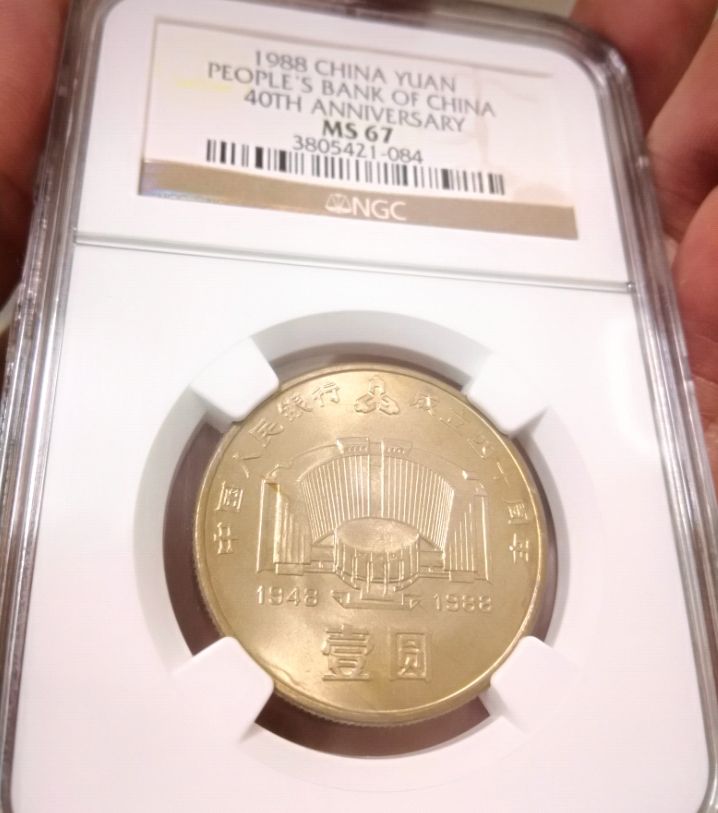 1988 CHINA YUAN
PEOPLE'S BANK OF CHINA
40TH ANNIVERSARY
MS 67
3805421-084
NGC
中国人民銀行 成立四十周年
1948 1988
壹圆